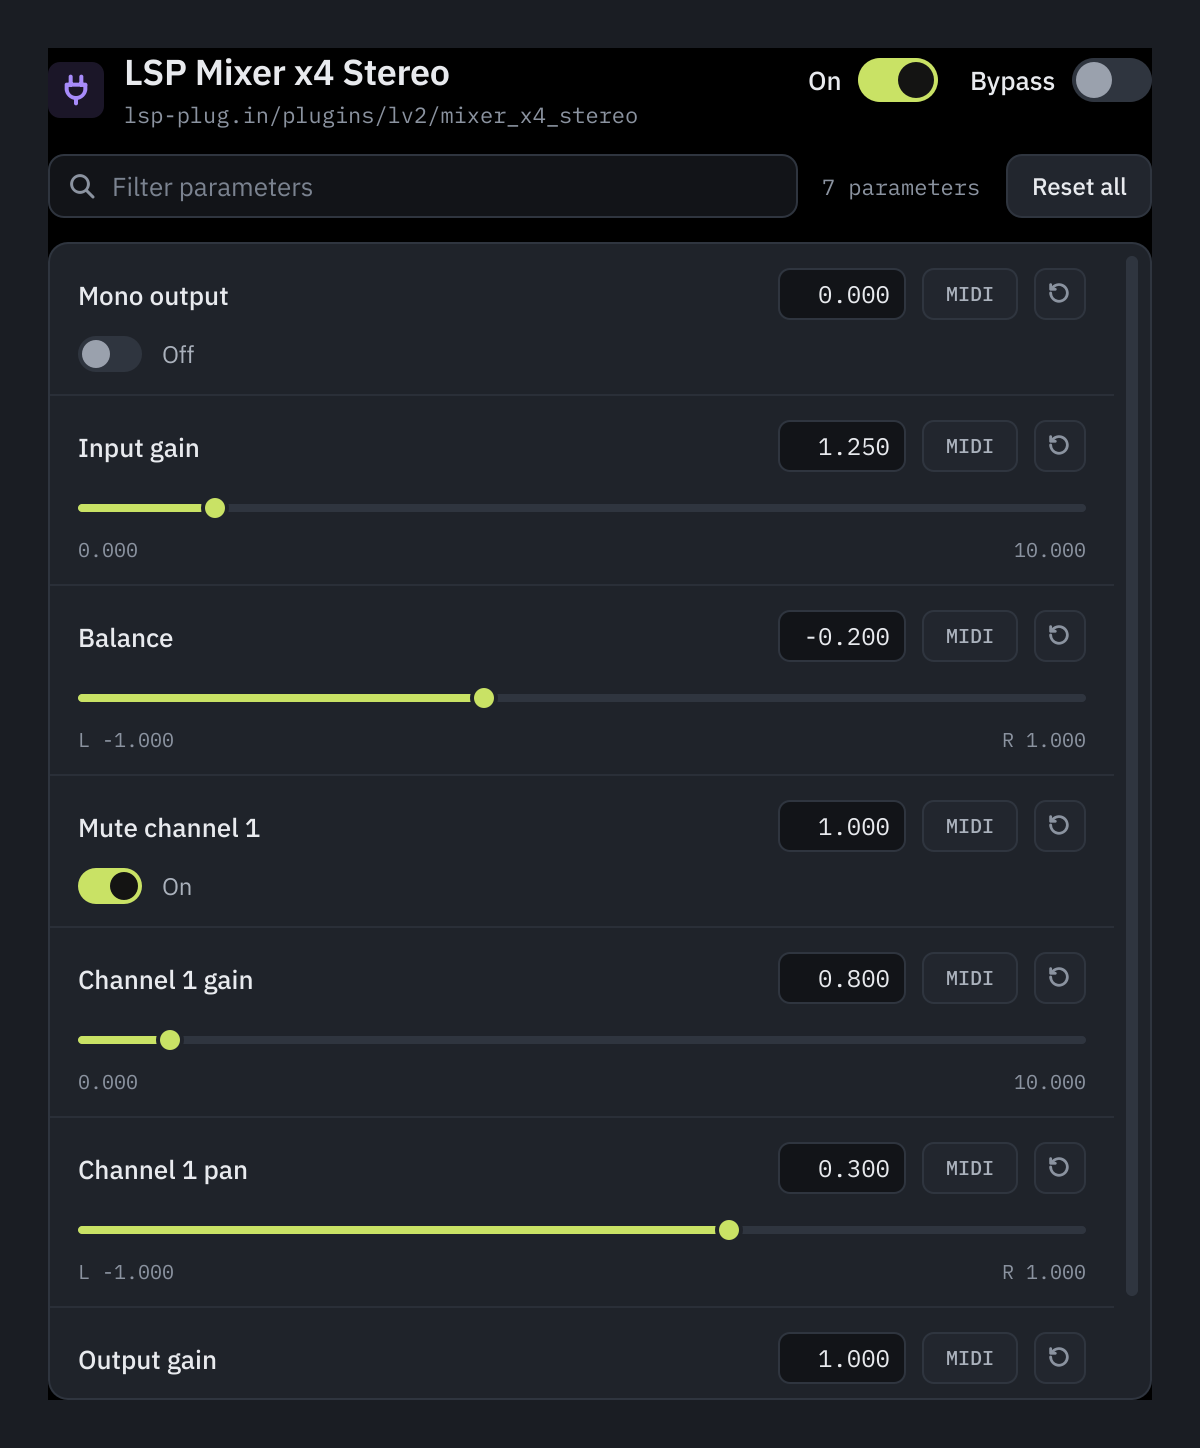 LSP Mixer x4 Stereo
On
Bypass
lsp-plug.in/plugins/lv2/mixer_x4_stereo
Filter parameters
7 parameters
Reset all
Mono output
0.000
MIDI
Off
Input gain
1.250
MIDI
0.000
10.000
Balance
-0.200
MIDI
L -1.000
R 1.000
Mute channel 1
1.000
MIDI
On
Channel 1 gain
0.800
MIDI
0.000
10.000
Channel 1 pan
0.300
MIDI
L -1.000
R 1.000
Output gain
1.000
MIDI